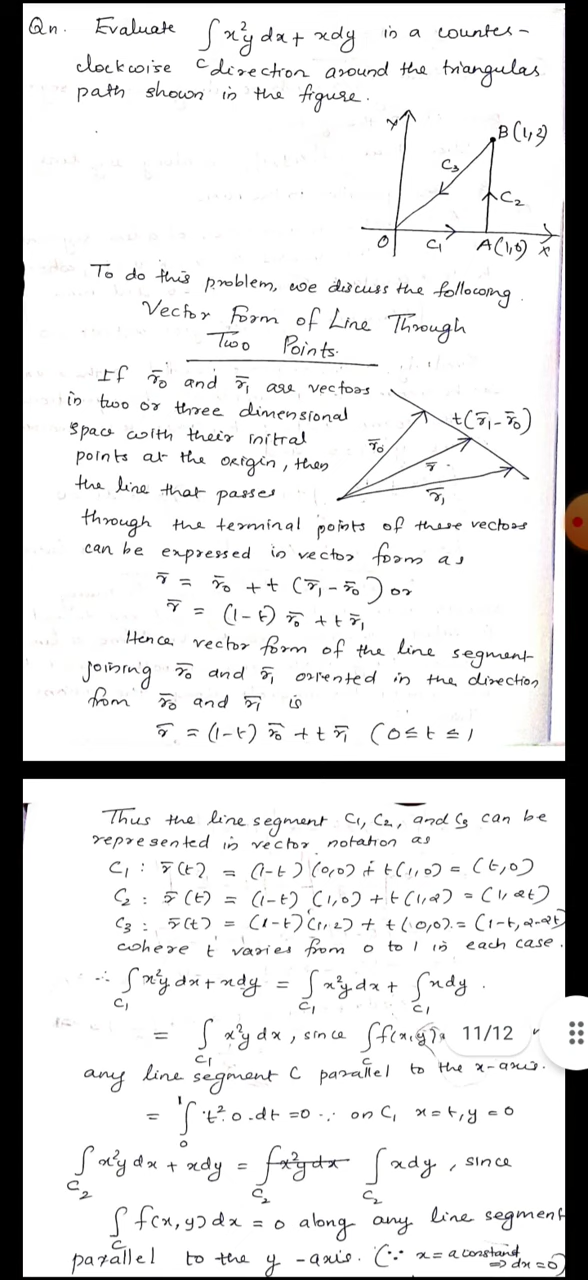 Qn. Evaluate ∫ x²y dx + xdy in a counter-
C
clockwise direction around the triangular
path shown in the figure.
Y
B(1,2)
C3
C2
O
C1
A(1,0)
X
To do this problem, we discuss the following.
Vector Form of Line Through
Two Points.
If r̄0 and r̄1 are vectors
in two or three dimensional
space with their initial
points at the origin, then
the line that passes
t(r̄1-r̄0)
r̄0
r̄
r̄1
through the terminal points of these vectors
can be expressed in vector form as
r̄ = r̄0 + t (r̄1 - r̄0) or
r̄ = (1-t) r̄0 + t r̄1
Hence vector form of the line segment
joining r̄0 and r̄1 oriented in the direction
from r̄0 and r̄1 is
r̄ = (1-t) r̄0 + t r̄1 (0 ≤ t ≤ 1
Thus the line segment C1, C2, and C3 can be
represented in vector notation as
C1 : r̄(t) = (1-t)(0,0) + t(1,0) = (t,0)
C2 : r̄(t) = (1-t) (1,0) + t(1,2) = (1,2t)
C3 : r̄(t) = (1-t)(1,2) + t(0,0) = (1-t, 2-2t)
where t varies from 0 to 1 in each case.
∴ ∫ x²y dx + xdy = ∫ x²y dx + ∫ xdy.
C1 C1 C1
= ∫ x²y dx, since ∫ f(x,y) 11/12
C1 C
any line segment C parallel to the x-axis.
= ∫ t².0.dt = 0 ∵ on C1 x=t, y=0
1
0
∫ x²y dx + xdy = ∫x²y dx ∫ xdy, since
C2 C2 C2
∫ f(x,y) dx = 0 along any line segment
C
parallel to the y-axis. (∵ x = a constant
⇒ dx = 0)